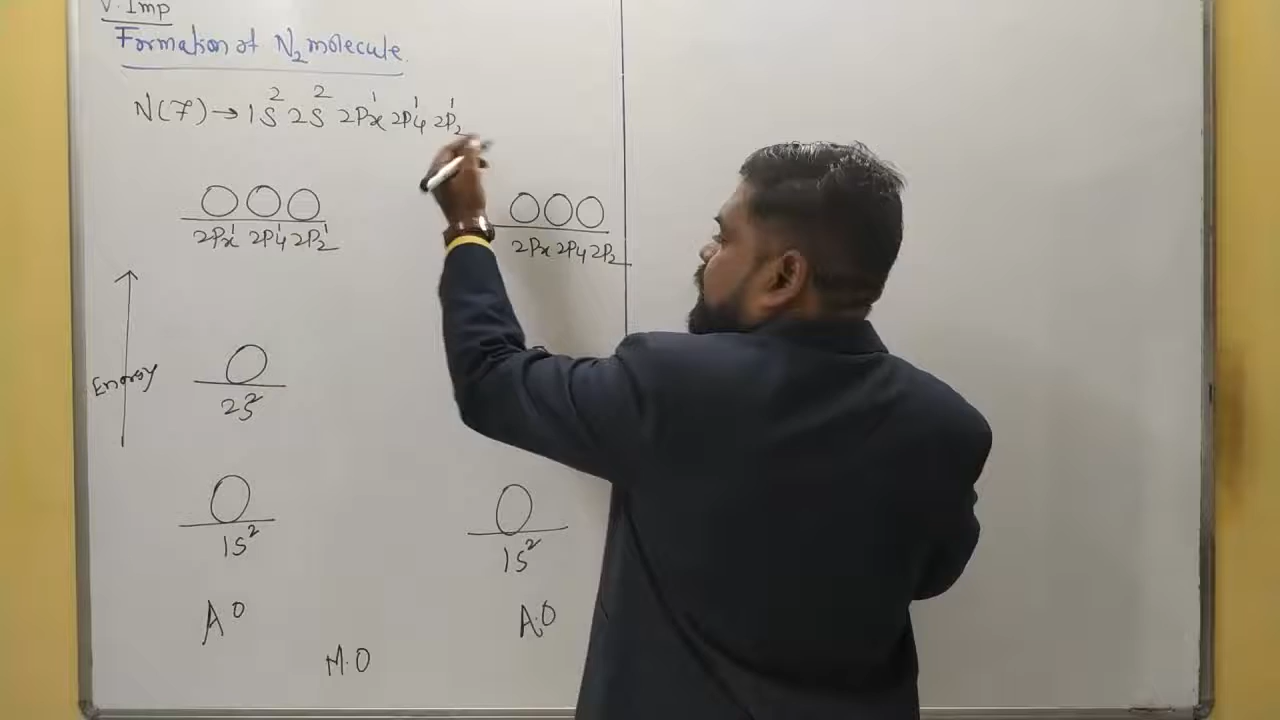 V. Imp
Formation of N₂ molecule.
N(7) → 1S² 2S² 2Px¹ 2Py¹ 2Pz¹
2Px¹ 2Py¹ 2Pz¹
2Px 2Py 2Pz
Energy
2S²
1S² 1S²
A O A.O
M.O